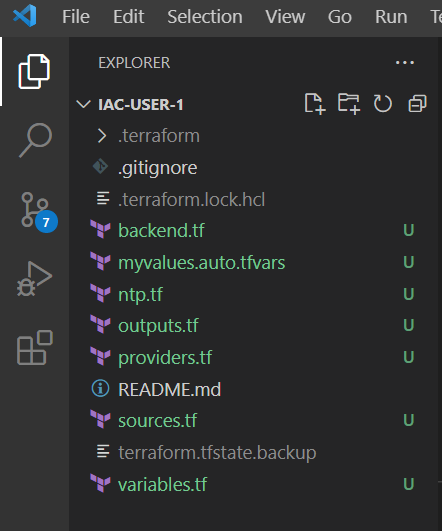 File Edit Selection View Go Run Te
EXPLORER
IAC-USER-1
.terraform
.gitignore
.terraform.lock.hcl
backend.tf U
myvalues.auto.tfvars U
ntp.tf U
outputs.tf U
providers.tf U
README.md
sources.tf U
terraform.tfstate.backup
variables.tf U
7